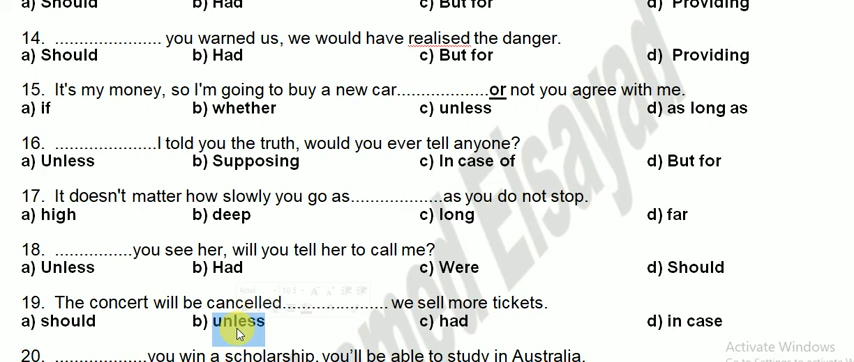 a) Should b) Had c) But for d) Providing
14. ..................... you warned us, we would have realised the danger.
a) Should b) Had c) But for d) Providing
15. It's my money, so I'm going to buy a new car..................or not you agree with me.
a) if b) whether c) unless d) as long as
16. ....................I told you the truth, would you ever tell anyone?
a) Unless b) Supposing c) In case of d) But for
17. It doesn't matter how slowly you go as..................as you do not stop.
a) high b) deep c) long d) far
18. ...............you see her, will you tell her to call me?
a) Unless b) Had c) Were d) Should
19. The concert will be cancelled..................... we sell more tickets.
a) should b) unless c) had d) in case
20. ..................you win a scholarship, you'll be able to study in Australia.
Elsayad
Activate Windows